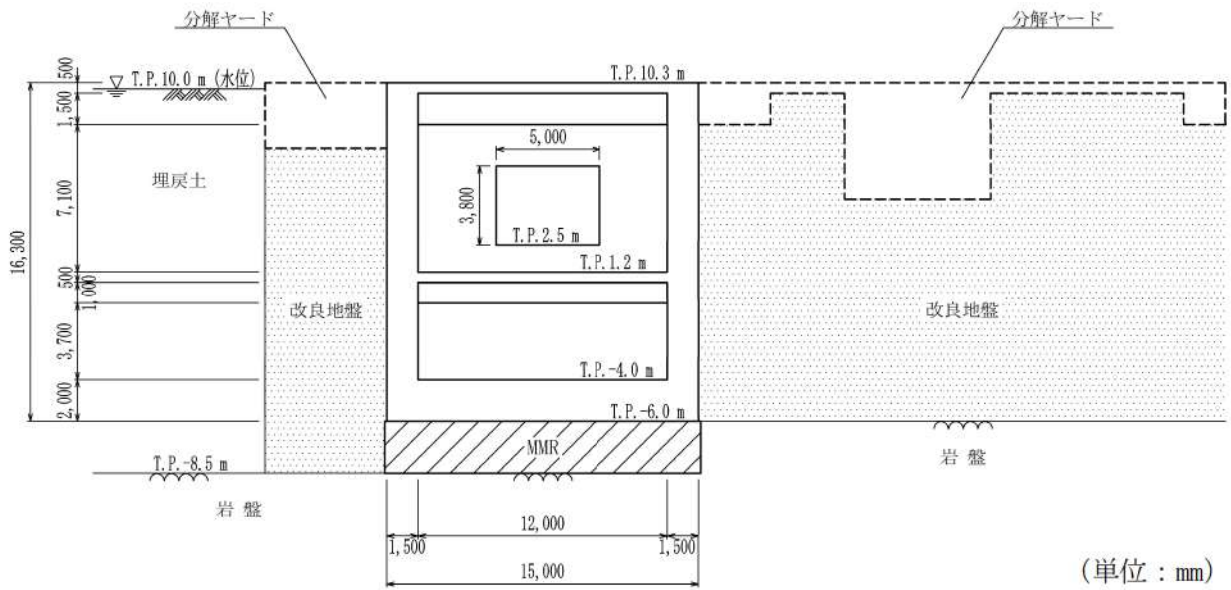 分解ヤード
分解ヤード
T.P.10.0 m (水位)
T.P.10.3 m
500
1,500
5,000
埋戻土
7,100
3,800
T.P.2.5 m
T.P.1.2 m
16,300
500
1,000
改良地盤
改良地盤
3,700
T.P.-4.0 m
2,000
T.P.-6.0 m
MMR
T.P.-8.5 m
岩 盤
岩 盤
12,000
1,500
1,500
15,000
(単位：mm)